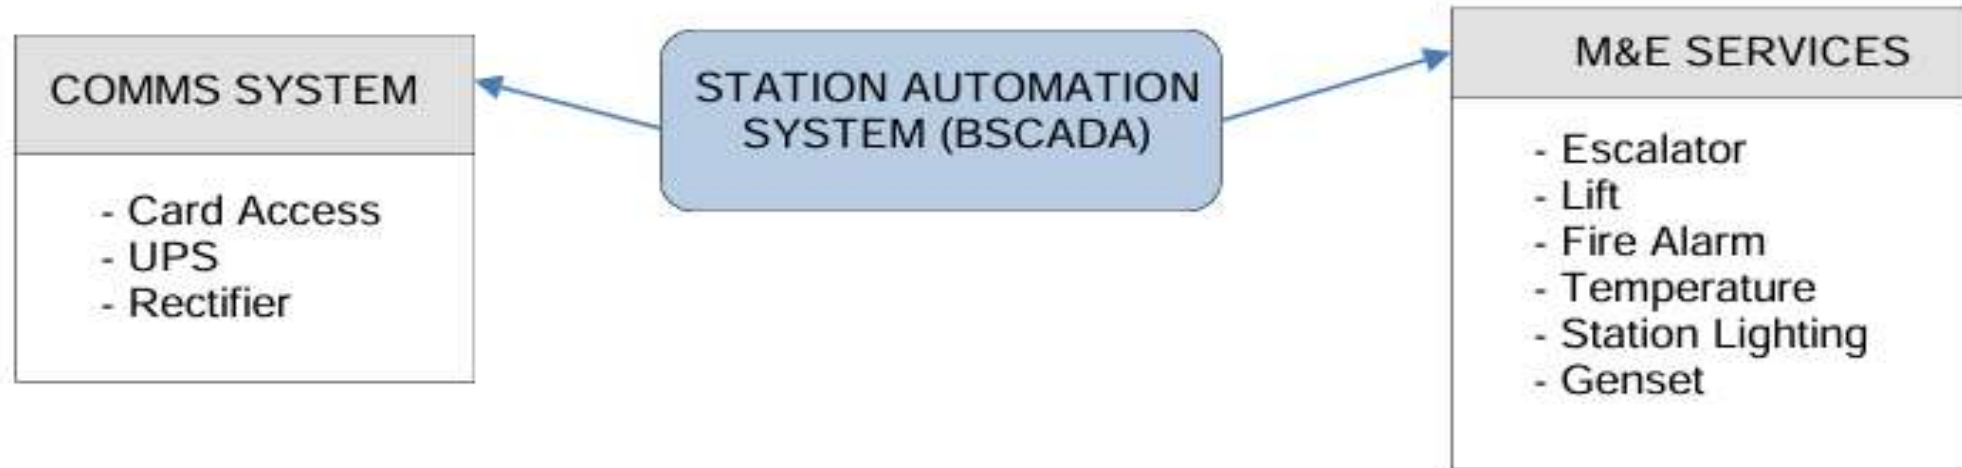 COMMS SYSTEM
- Card Access
- UPS
- Rectifier
STATION AUTOMATION
SYSTEM (BSCADA)
M&E SERVICES
- Escalator
- Lift
- Fire Alarm
- Temperature
- Station Lighting
- Genset